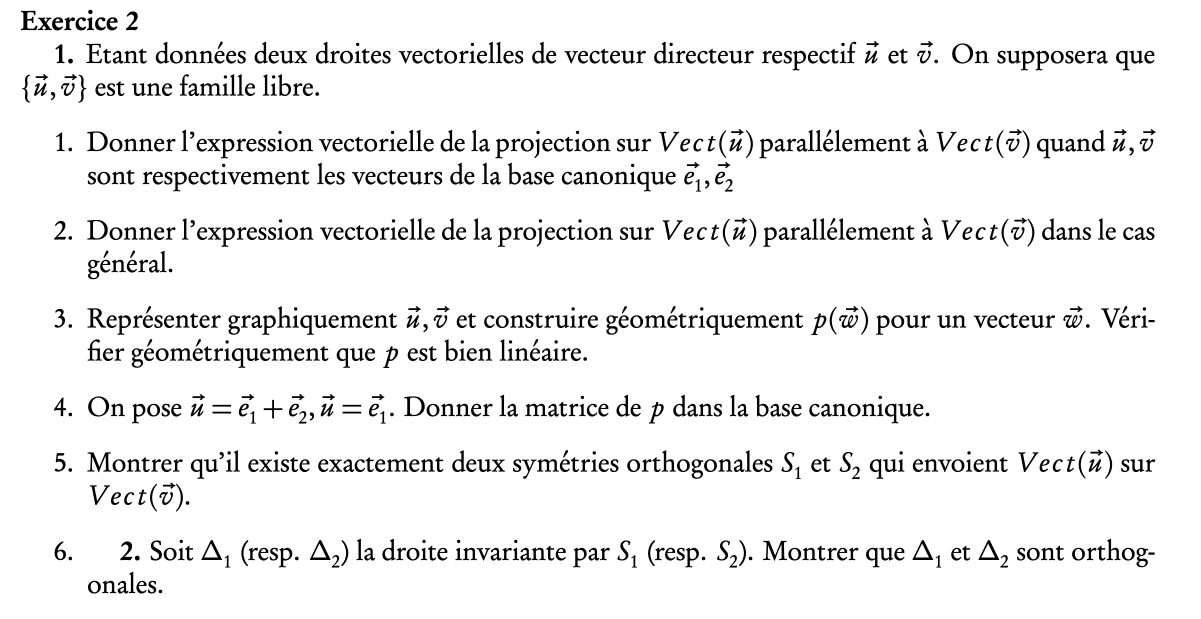 Exercice 2
1. Etant données deux droites vectorielles de vecteur directeur respectif $\vec{u}$ et $\vec{v}$. On supposera que
$\{\vec{u}, \vec{v}\}$ est une famille libre.
1. Donner l'expression vectorielle de la projection sur $Vect(\vec{u})$ parallélement à $Vect(\vec{v})$ quand $\vec{u}, \vec{v}$
sont respectivement les vecteurs de la base canonique $\vec{e}_1, \vec{e}_2$
2. Donner l'expression vectorielle de la projection sur $Vect(\vec{u})$ parallélement à $Vect(\vec{v})$ dans le cas
général.
3. Représenter graphiquement $\vec{u}, \vec{v}$ et construire géométriquement $p(\vec{w})$ pour un vecteur $\vec{w}$. Véri-
fier géométriquement que $p$ est bien linéaire.
4. On pose $\vec{u} = \vec{e}_1 + \vec{e}_2, \vec{u} = \vec{e}_1$. Donner la matrice de $p$ dans la base canonique.
5. Montrer qu'il existe exactement deux symétries orthogonales $S_1$ et $S_2$ qui envoient $Vect(\vec{u})$ sur
$Vect(\vec{v})$.
6. 2. Soit $\Delta_1$ (resp. $\Delta_2$) la droite invariante par $S_1$ (resp. $S_2$). Montrer que $\Delta_1$ et $\Delta_2$ sont orthog-
onales.